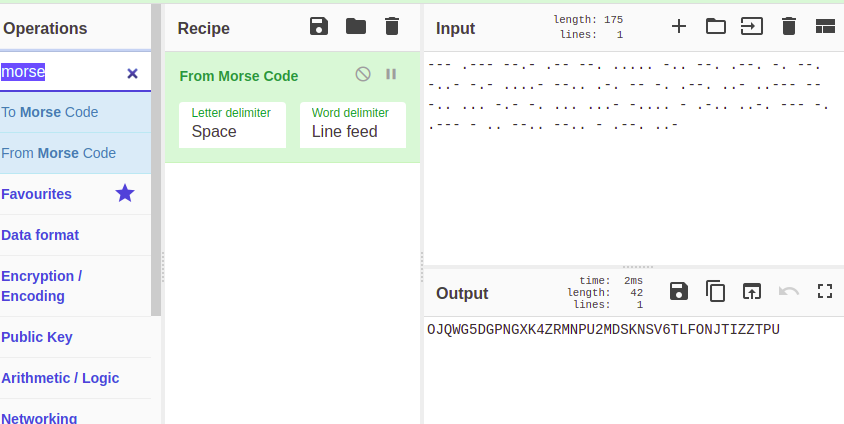 Operations
morse
To Morse Code
From Morse Code
Favourites
Data format
Encryption /
Encoding
Public Key
Arithmetic / Logic
Networking
Recipe
From Morse Code
Letter delimiter
Space
Word delimiter
Line feed
Input
length: 175
lines: 1
--- .--- --.- .-- --. ..... -.. --. .--. -. --.
-..- -.- ....- --.. .-. -- -. .--. ..- ..--- --
-.. ... -.- -. ... ...- -.... - .-.. ..-. --- -.
.--- - .. --.. --.. - .--. ..-
Output
time: 2ms
length: 42
lines: 1
OJQWG5DGPNGXK4ZRMNPU2MDSKNSV6TLFONJTIZZTPU